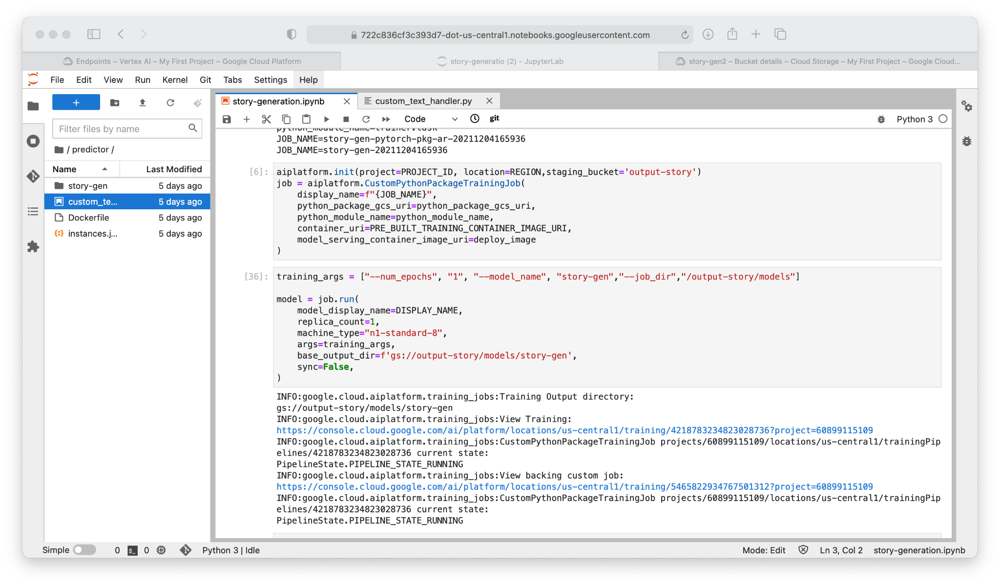 722c836cf3c393d7-dot-us-central1.notebooks.googleusercontent.com
Endpoints – Vertex AI – My First Project – Google Cloud Platform
story-generatio (2) - JupyterLab
story-gen2 – Bucket details – Cloud Storage – My First Project – Google Cloud...
File Edit View Run Kernel Git Tabs Settings Help
+
story-generation.ipynb
custom_text_handler.py
Code
git
Python 3
Filter files by name
/ predictor /
Name Last Modified
story-gen 5 days ago
custom_te... 5 days ago
Dockerfile 5 days ago
instances.j... 5 days ago
python_module_name=trainer.task
JOB_NAME=story-gen-pytorch-pkg-ar-20211204165936
JOB_NAME=story-gen-20211204165936
[6]: aiplatform.init(project=PROJECT_ID, location=REGION,staging_bucket='output-story')
job = aiplatform.CustomPythonPackageTrainingJob(
    display_name=f"{JOB_NAME}",
    python_package_gcs_uri=python_package_gcs_uri,
    python_module_name=python_module_name,
    container_uri=PRE_BUILT_TRAINING_CONTAINER_IMAGE_URI,
    model_serving_container_image_uri=deploy_image
)
[36]: training_args = ["--num_epochs", "1", "--model_name", "story-gen","--job_dir","/output-story/models"]
model = job.run(
    model_display_name=DISPLAY_NAME,
    replica_count=1,
    machine_type="n1-standard-8",
    args=training_args,
    base_output_dir=f'gs://output-story/models/story-gen',
    sync=False,
)
INFO:google.cloud.aiplatform.training_jobs:Training Output directory:
gs://output-story/models/story-gen
INFO:google.cloud.aiplatform.training_jobs:View Training:
https://console.cloud.google.com/ai/platform/locations/us-central1/training/4218783234823028736?project=60899115109
INFO:google.cloud.aiplatform.training_jobs:CustomPythonPackageTrainingJob projects/60899115109/locations/us-central1/trainingPip
elines/4218783234823028736 current state:
PipelineState.PIPELINE_STATE_RUNNING
INFO:google.cloud.aiplatform.training_jobs:View backing custom job:
https://console.cloud.google.com/ai/platform/locations/us-central1/training/5465822934767501312?project=60899115109
INFO:google.cloud.aiplatform.training_jobs:CustomPythonPackageTrainingJob projects/60899115109/locations/us-central1/trainingPip
elines/4218783234823028736 current state:
PipelineState.PIPELINE_STATE_RUNNING
Simple 0 $_ 0 Python 3 | Idle Mode: Edit Ln 3, Col 2 story-generation.ipynb